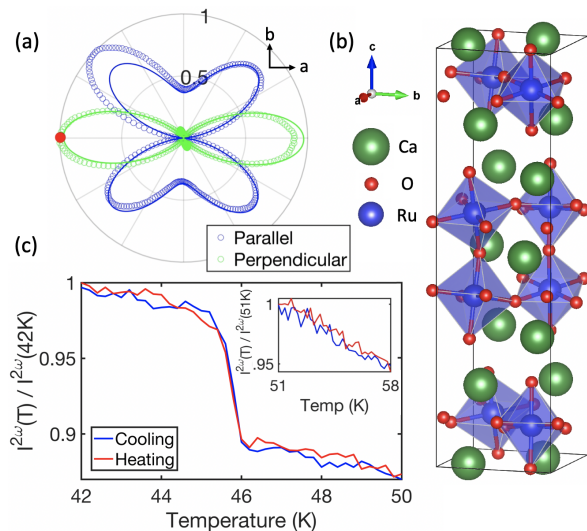 (a)
1
0.5
b
a
Parallel
Perpendicular
(b)
c
a
b
Ca
O
Ru
(c)
I²ω(T) / I²ω(42K)
1
0.95
0.9
Cooling
Heating
42 44 46 48 50
Temperature (K)
I²ω(T) / I²ω(51K)
1
.95
51 58
Temp (K)